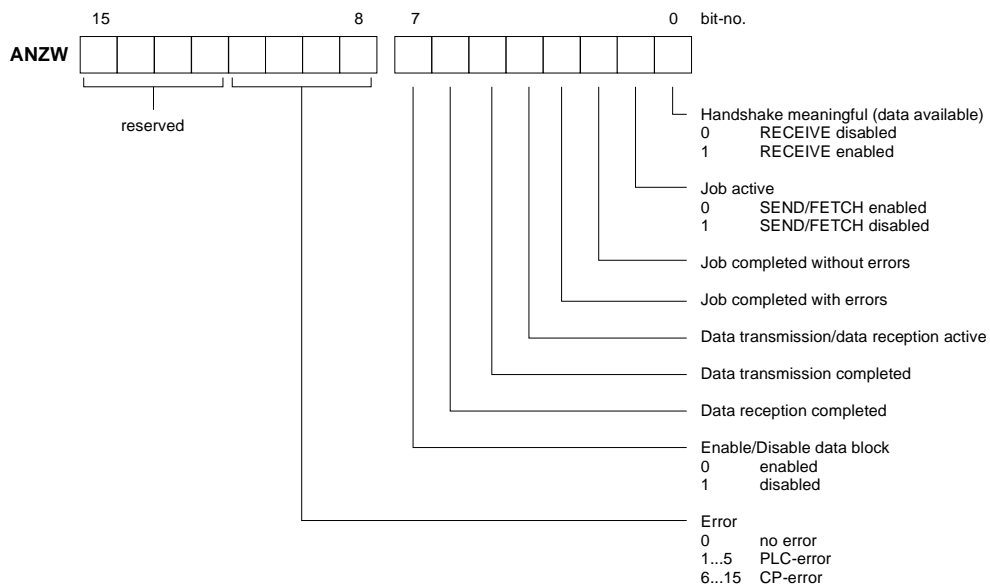 15 8 7 0 bit-no.
ANZW
reserved
Handshake meaningful (data available)
0 RECEIVE disabled
1 RECEIVE enabled
Job active
0 SEND/FETCH enabled
1 SEND/FETCH disabled
Job completed without errors
Job completed with errors
Data transmission/data reception active
Data transmission completed
Data reception completed
Enable/Disable data block
0 enabled
1 disabled
Error
0 no error
1...5 PLC-error
6...15 CP-error